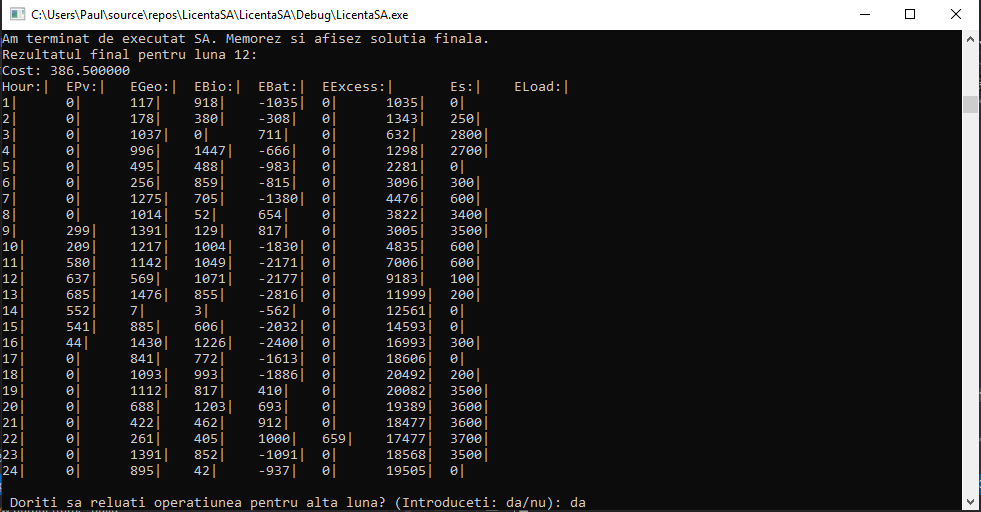 C:\Users\Paul\source\repos\LicentaSA\LicentaSA\Debug\LicentaSA.exe
Am terminat de executat SA. Memorez si afisez solutia finala.
Rezultatul final pentru luna 12:
Cost: 386.500000
Hour:| EPv:| EGeo:| EBio:| EBat:| EExcess:| Es:| ELoad:|
1| 0| 117| 918| -1035| 0| 1035| 0|
2| 0| 178| 380| -308| 0| 1343| 250|
3| 0| 1037| 0| 711| 0| 632| 2800|
4| 0| 996| 1447| -666| 0| 1298| 2700|
5| 0| 495| 488| -983| 0| 2281| 0|
6| 0| 256| 859| -815| 0| 3096| 300|
7| 0| 1275| 705| -1380| 0| 4476| 600|
8| 0| 1014| 52| 654| 0| 3822| 3400|
9| 299| 1391| 129| 817| 0| 3005| 3500|
10| 209| 1217| 1004| -1830| 0| 4835| 600|
11| 580| 1142| 1049| -2171| 0| 7006| 600|
12| 637| 569| 1071| -2177| 0| 9183| 100|
13| 685| 1476| 855| -2816| 0| 11999| 200|
14| 552| 7| 3| -562| 0| 12561| 0|
15| 541| 885| 606| -2032| 0| 14593| 0|
16| 44| 1430| 1226| -2400| 0| 16993| 300|
17| 0| 841| 772| -1613| 0| 18606| 0|
18| 0| 1093| 993| -1886| 0| 20492| 200|
19| 0| 1112| 817| 410| 0| 20082| 3500|
20| 0| 688| 1203| 693| 0| 19389| 3600|
21| 0| 422| 462| 912| 0| 18477| 3600|
22| 0| 261| 405| 1000| 659| 17477| 3700|
23| 0| 1391| 852| -1091| 0| 18568| 3500|
24| 0| 895| 42| -937| 0| 19505| 0|
Doriti sa reluati operatiunea pentru alta luna? (Introduceti: da/nu): da